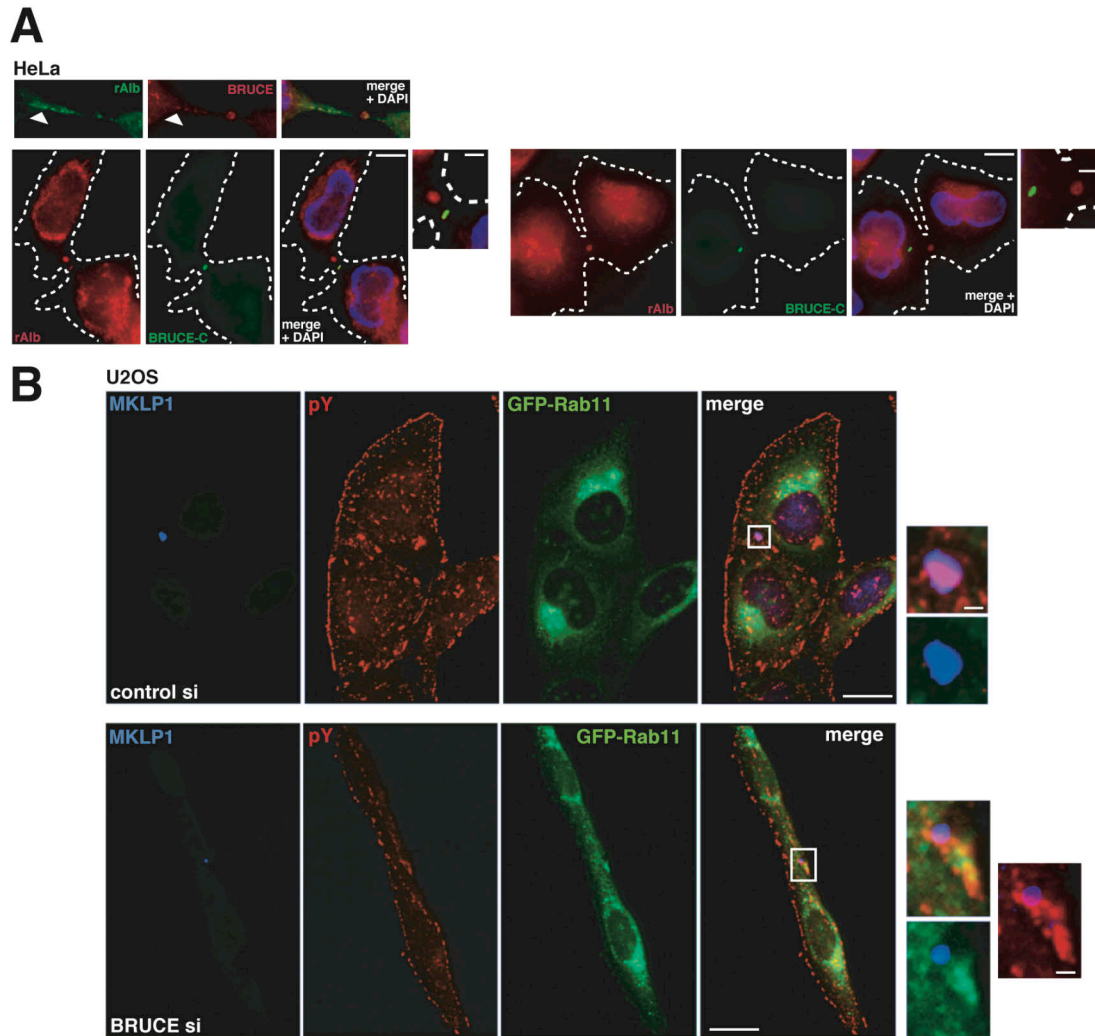 A
HeLa
rAlb
BRUCE
merge
+ DAPI
rAlb
BRUCE-C
merge
+ DAPI
rAlb
BRUCE-C
merge +
DAPI
B
U2OS
MKLP1
pY
GFP-Rab11
merge
control si
MKLP1
pY
GFP-Rab11
merge
BRUCE si